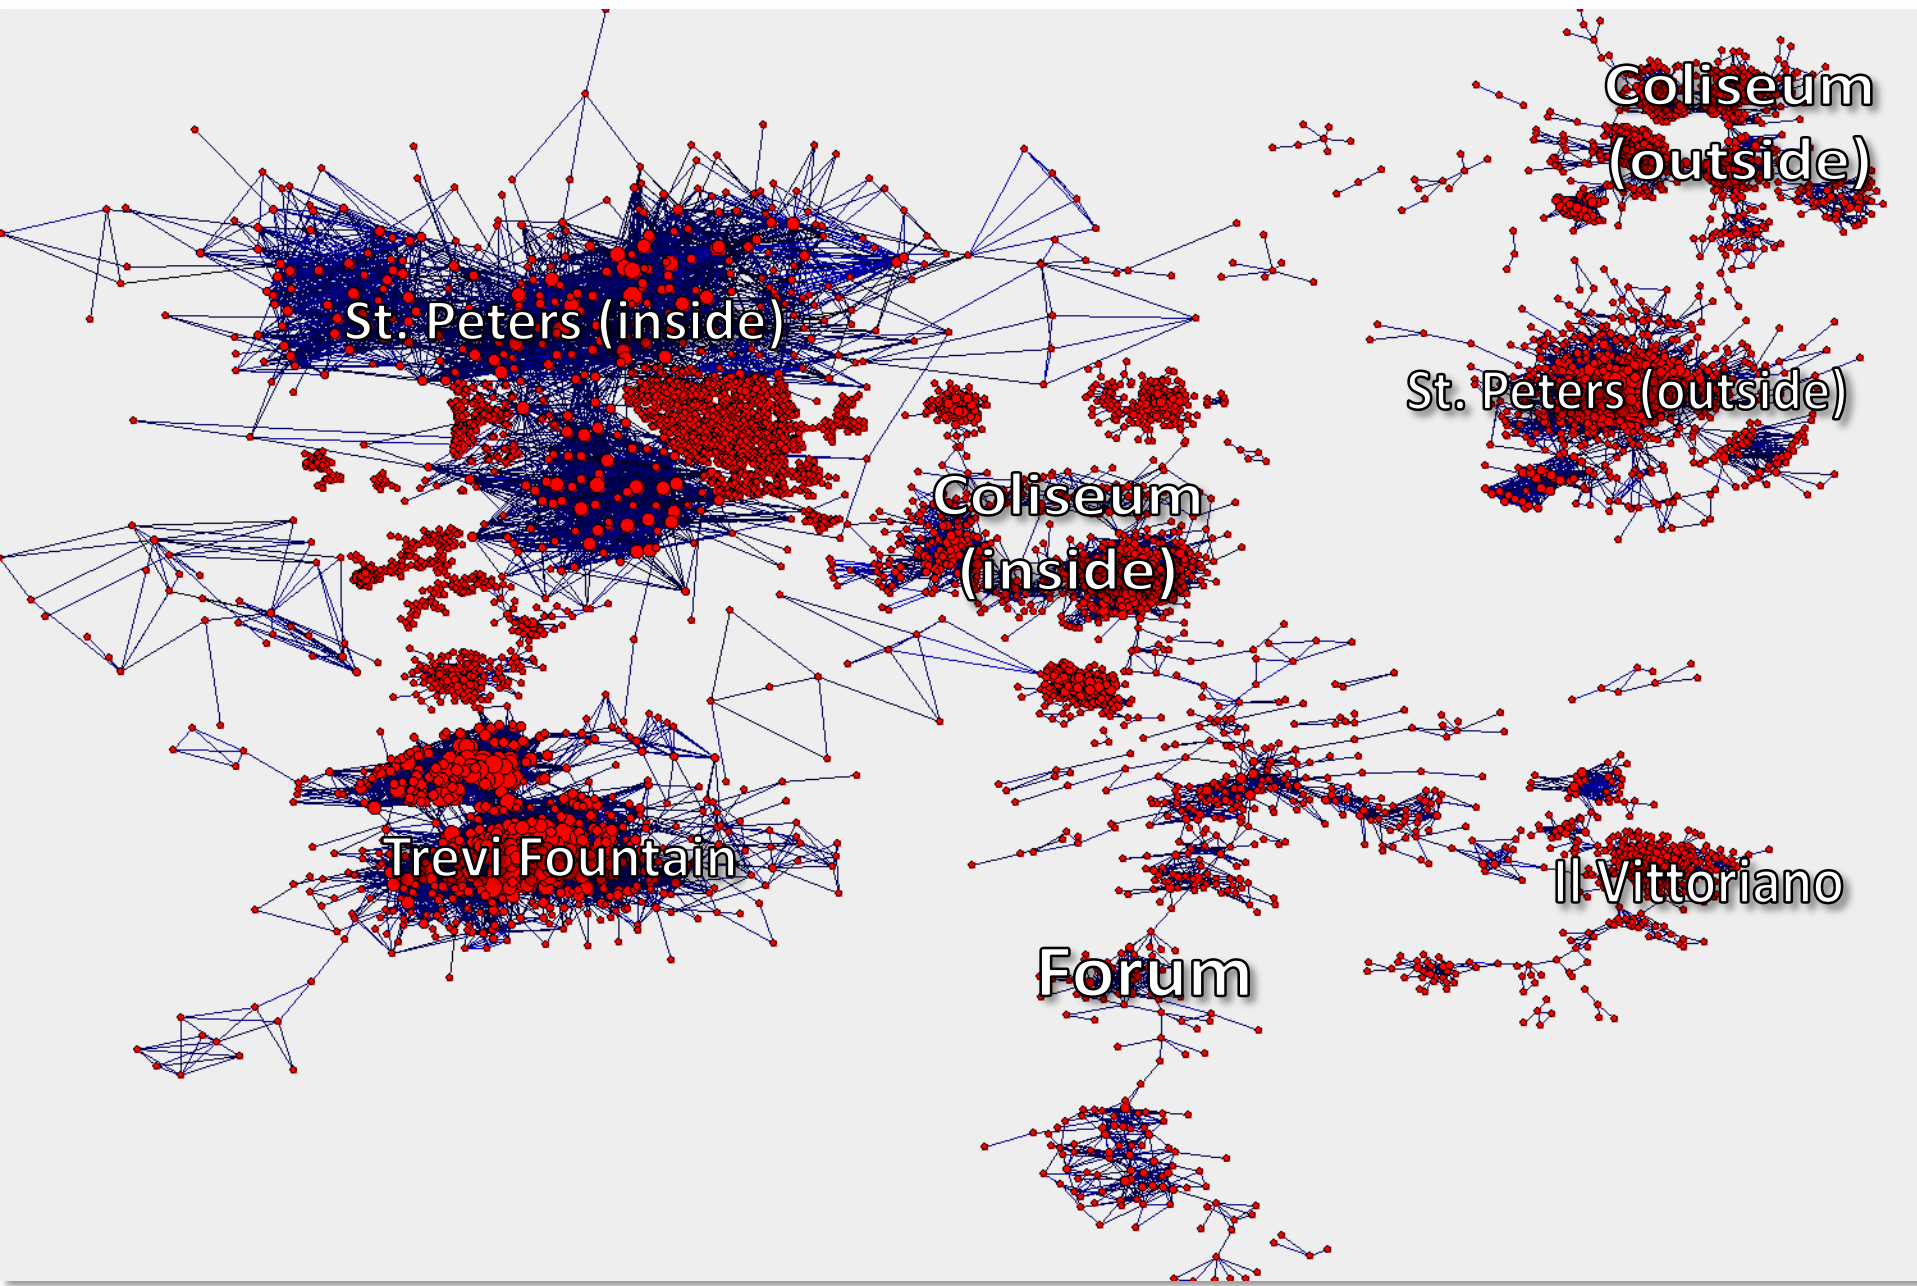 Coliseum
(outside)
St. Peters (inside)
St. Peters (outside)
Coliseum
(inside)
Trevi Fountain
Il Vittoriano
Forum